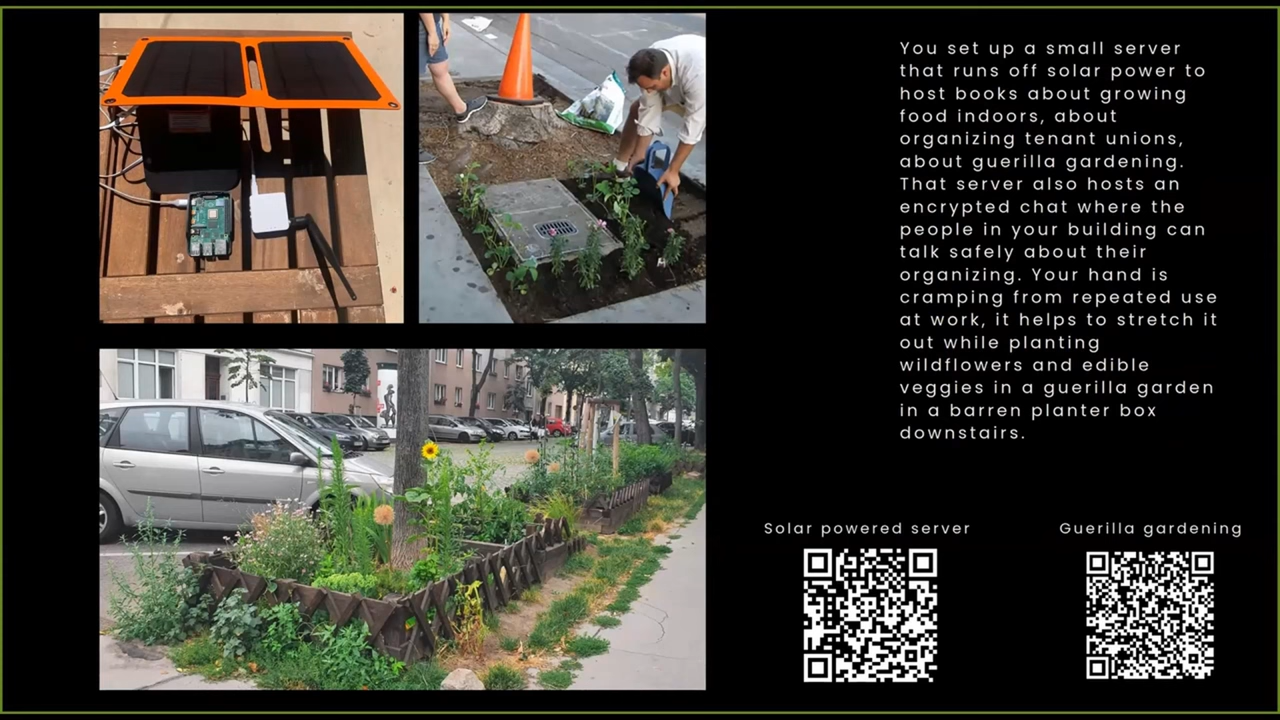 You set up a small server
that runs off solar power to
host books about growing
food indoors, about
organizing tenant unions,
about guerilla gardening.
That server also hosts an
encrypted chat where the
people in your building can
talk safely about their
organizing. Your hand is
cramping from repeated use
at work, it helps to stretch it
out while planting
wildflowers and edible
veggies in a guerilla garden
in a barren planter box
downstairs.
Solar powered server
Guerilla gardening